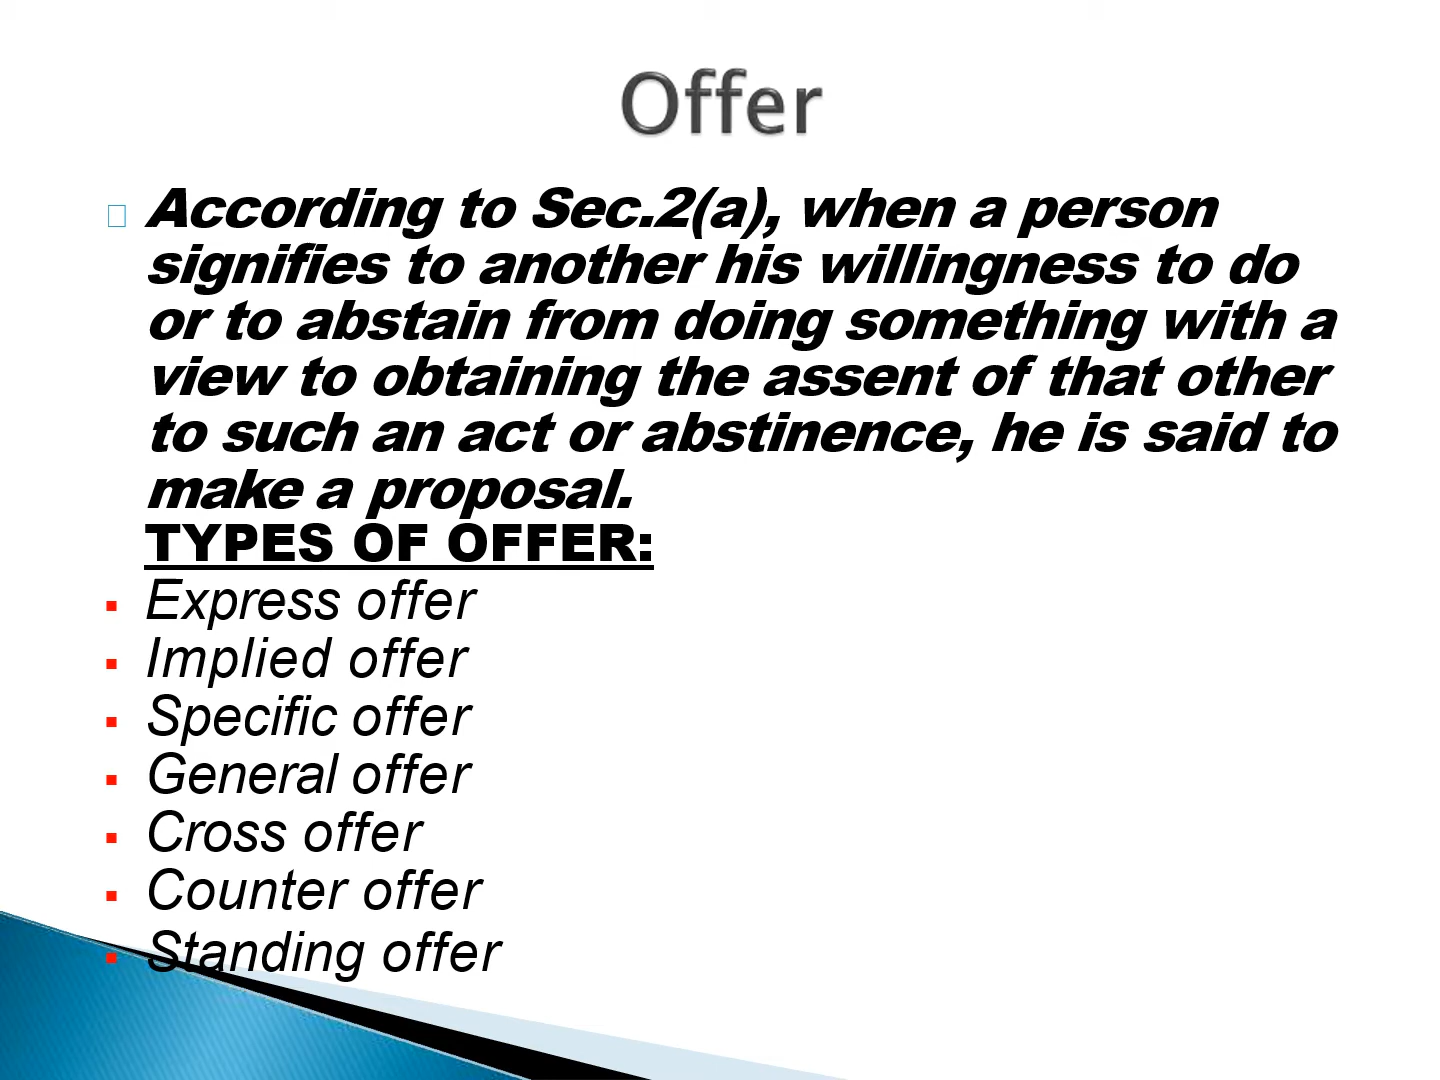 Offer
According to Sec.2(a), when a person
signifies to another his willingness to do
or to abstain from doing something with a
view to obtaining the assent of that other
to such an act or abstinence, he is said to
make a proposal.
TYPES OF OFFER:
Express offer
Implied offer
Specific offer
General offer
Cross offer
Counter offer
Standing offer